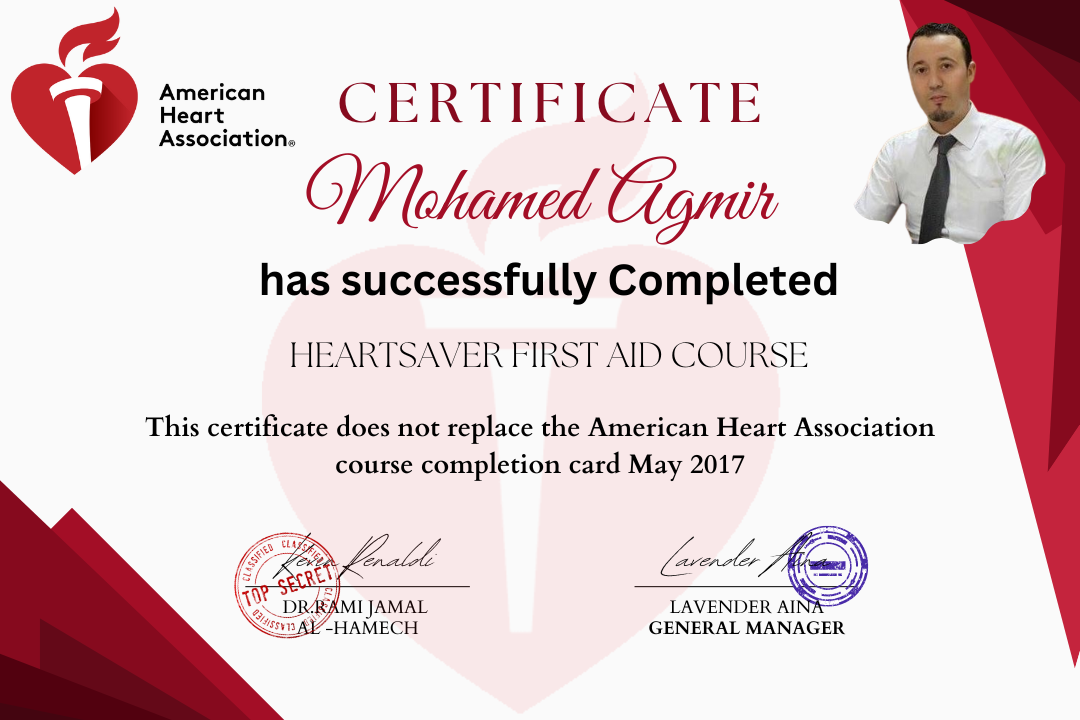 American
Heart
Association®
CERTIFICATE
Mohamed Agmir
has successfully Completed
HEARTSAVER FIRST AID COURSE
This certificate does not replace the American Heart Association
course completion card May 2017
Renaldi
Lavender Aina
CLASSIFIED CLASSIFIED
TOP SECRET
CLASSIFIED CLASSIFIED
DR.RAMI JAMAL
AL -HAMECH
LAVENDER AINA
GENERAL MANAGER